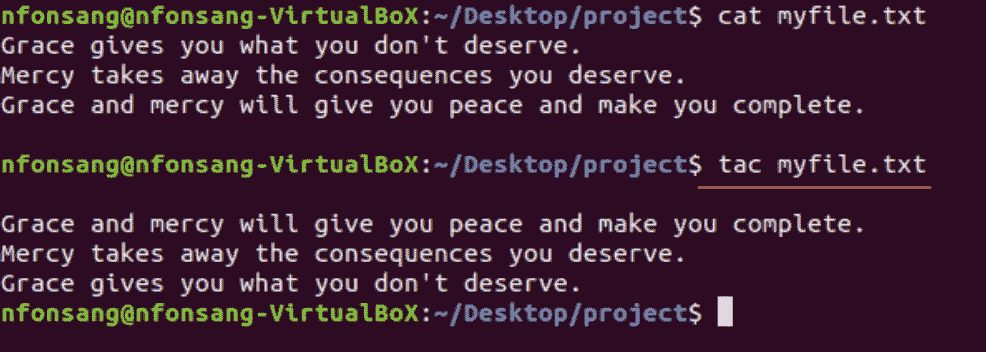 nfonsang@nfonsang-VirtualBoX:~/Desktop/project$ cat myfile.txt
Grace gives you what you don't deserve.
Mercy takes away the consequences you deserve.
Grace and mercy will give you peace and make you complete.
nfonsang@nfonsang-VirtualBoX:~/Desktop/project$ tac myfile.txt
Grace and mercy will give you peace and make you complete.
Mercy takes away the consequences you deserve.
Grace gives you what you don't deserve.
nfonsang@nfonsang-VirtualBoX:~/Desktop/project$